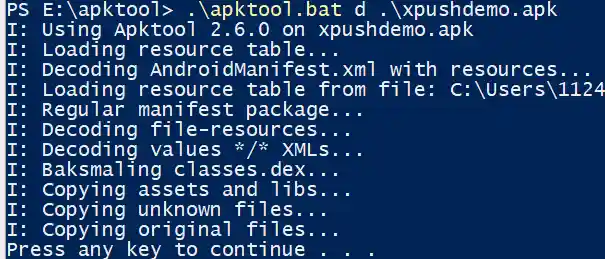 PS E:\apktool> .\apktool.bat d .\xpushdemo.apk
I: Using Apktool 2.6.0 on xpushdemo.apk
I: Loading resource table...
I: Decoding AndroidManifest.xml with resources...
I: Loading resource table from file: C:\Users\1124
I: Regular manifest package...
I: Decoding file-resources...
I: Decoding values */* XMLs...
I: Baksmaling classes.dex...
I: Copying assets and libs...
I: Copying unknown files...
I: Copying original files...
Press any key to continue . . .